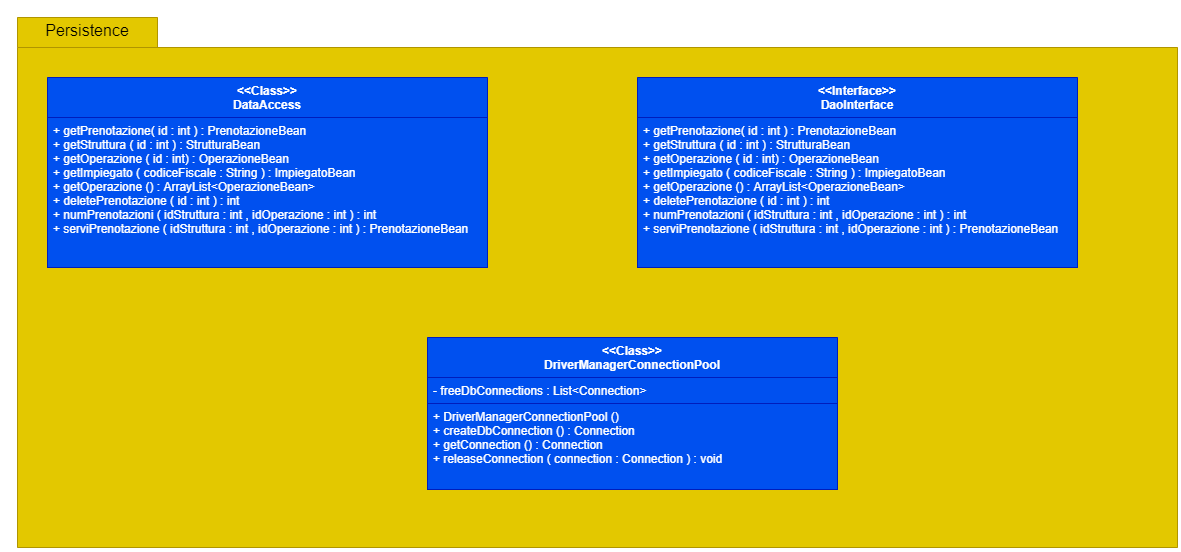 Persistence
<<Class>>
DataAccess
+ getPrenotazione( id : int ) : PrenotazioneBean
+ getStruttura ( id : int ) : StrutturaBean
+ getOperazione ( id : int) : OperazioneBean
+ getImpiegato ( codiceFiscale : String ) : ImpiegatoBean
+ getOperazione () : ArrayList<OperazioneBean>
+ deletePrenotazione ( id : int ) : int
+ numPrenotazioni ( idStruttura : int , idOperazione : int ) : int
+ serviPrenotazione ( idStruttura : int , idOperazione : int ) : PrenotazioneBean
<<Interface>>
DaoInterface
+ getPrenotazione( id : int ) : PrenotazioneBean
+ getStruttura ( id : int ) : StrutturaBean
+ getOperazione ( id : int) : OperazioneBean
+ getImpiegato ( codiceFiscale : String ) : ImpiegatoBean
+ getOperazione () : ArrayList<OperazioneBean>
+ deletePrenotazione ( id : int ) : int
+ numPrenotazioni ( idStruttura : int , idOperazione : int ) : int
+ serviPrenotazione ( idStruttura : int , idOperazione : int ) : PrenotazioneBean
<<Class>>
DriverManagerConnectionPool
- freeDbConnections : List<Connection>
+ DriverManagerConnectionPool ()
+ createDbConnection () : Connection
+ getConnection () : Connection
+ releaseConnection ( connection : Connection ) : void